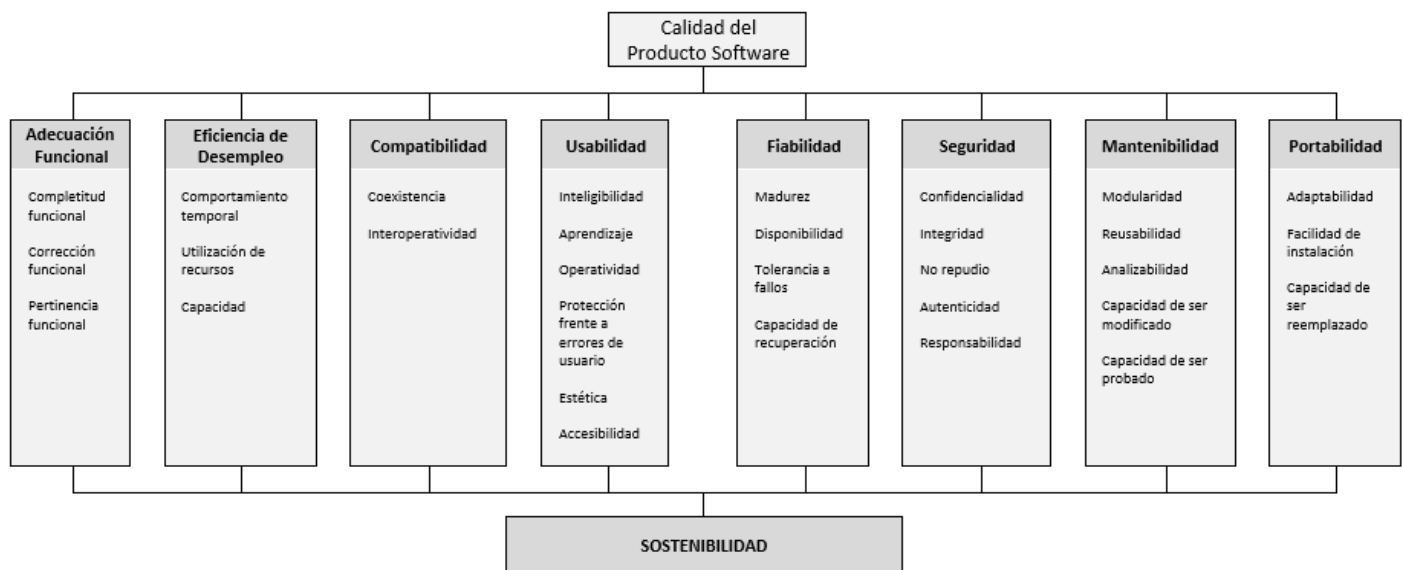 Calidad del
Producto Software
Adecuación
Funcional
Completitud
funcional
Corrección
funcional
Pertinencia
funcional
Eficiencia de
Desempleo
Comportamiento
temporal
Utilización de
recursos
Capacidad
Compatibilidad
Coexistencia
Interoperatividad
Usabilidad
Inteligibilidad
Aprendizaje
Operatividad
Protección
frente a
errores de
usuario
Estética
Accesibilidad
Fiabilidad
Madurez
Disponibilidad
Tolerancia a
fallos
Capacidad de
recuperación
Seguridad
Confidencialidad
Integridad
No repudio
Autenticidad
Responsabilidad
Mantenibilidad
Modularidad
Reusabilidad
Analizabilidad
Capacidad de ser
modificado
Capacidad de ser
probado
Portabilidad
Adaptabilidad
Facilidad de
instalación
Capacidad de
ser
reemplazado
SOSTENIBILIDAD